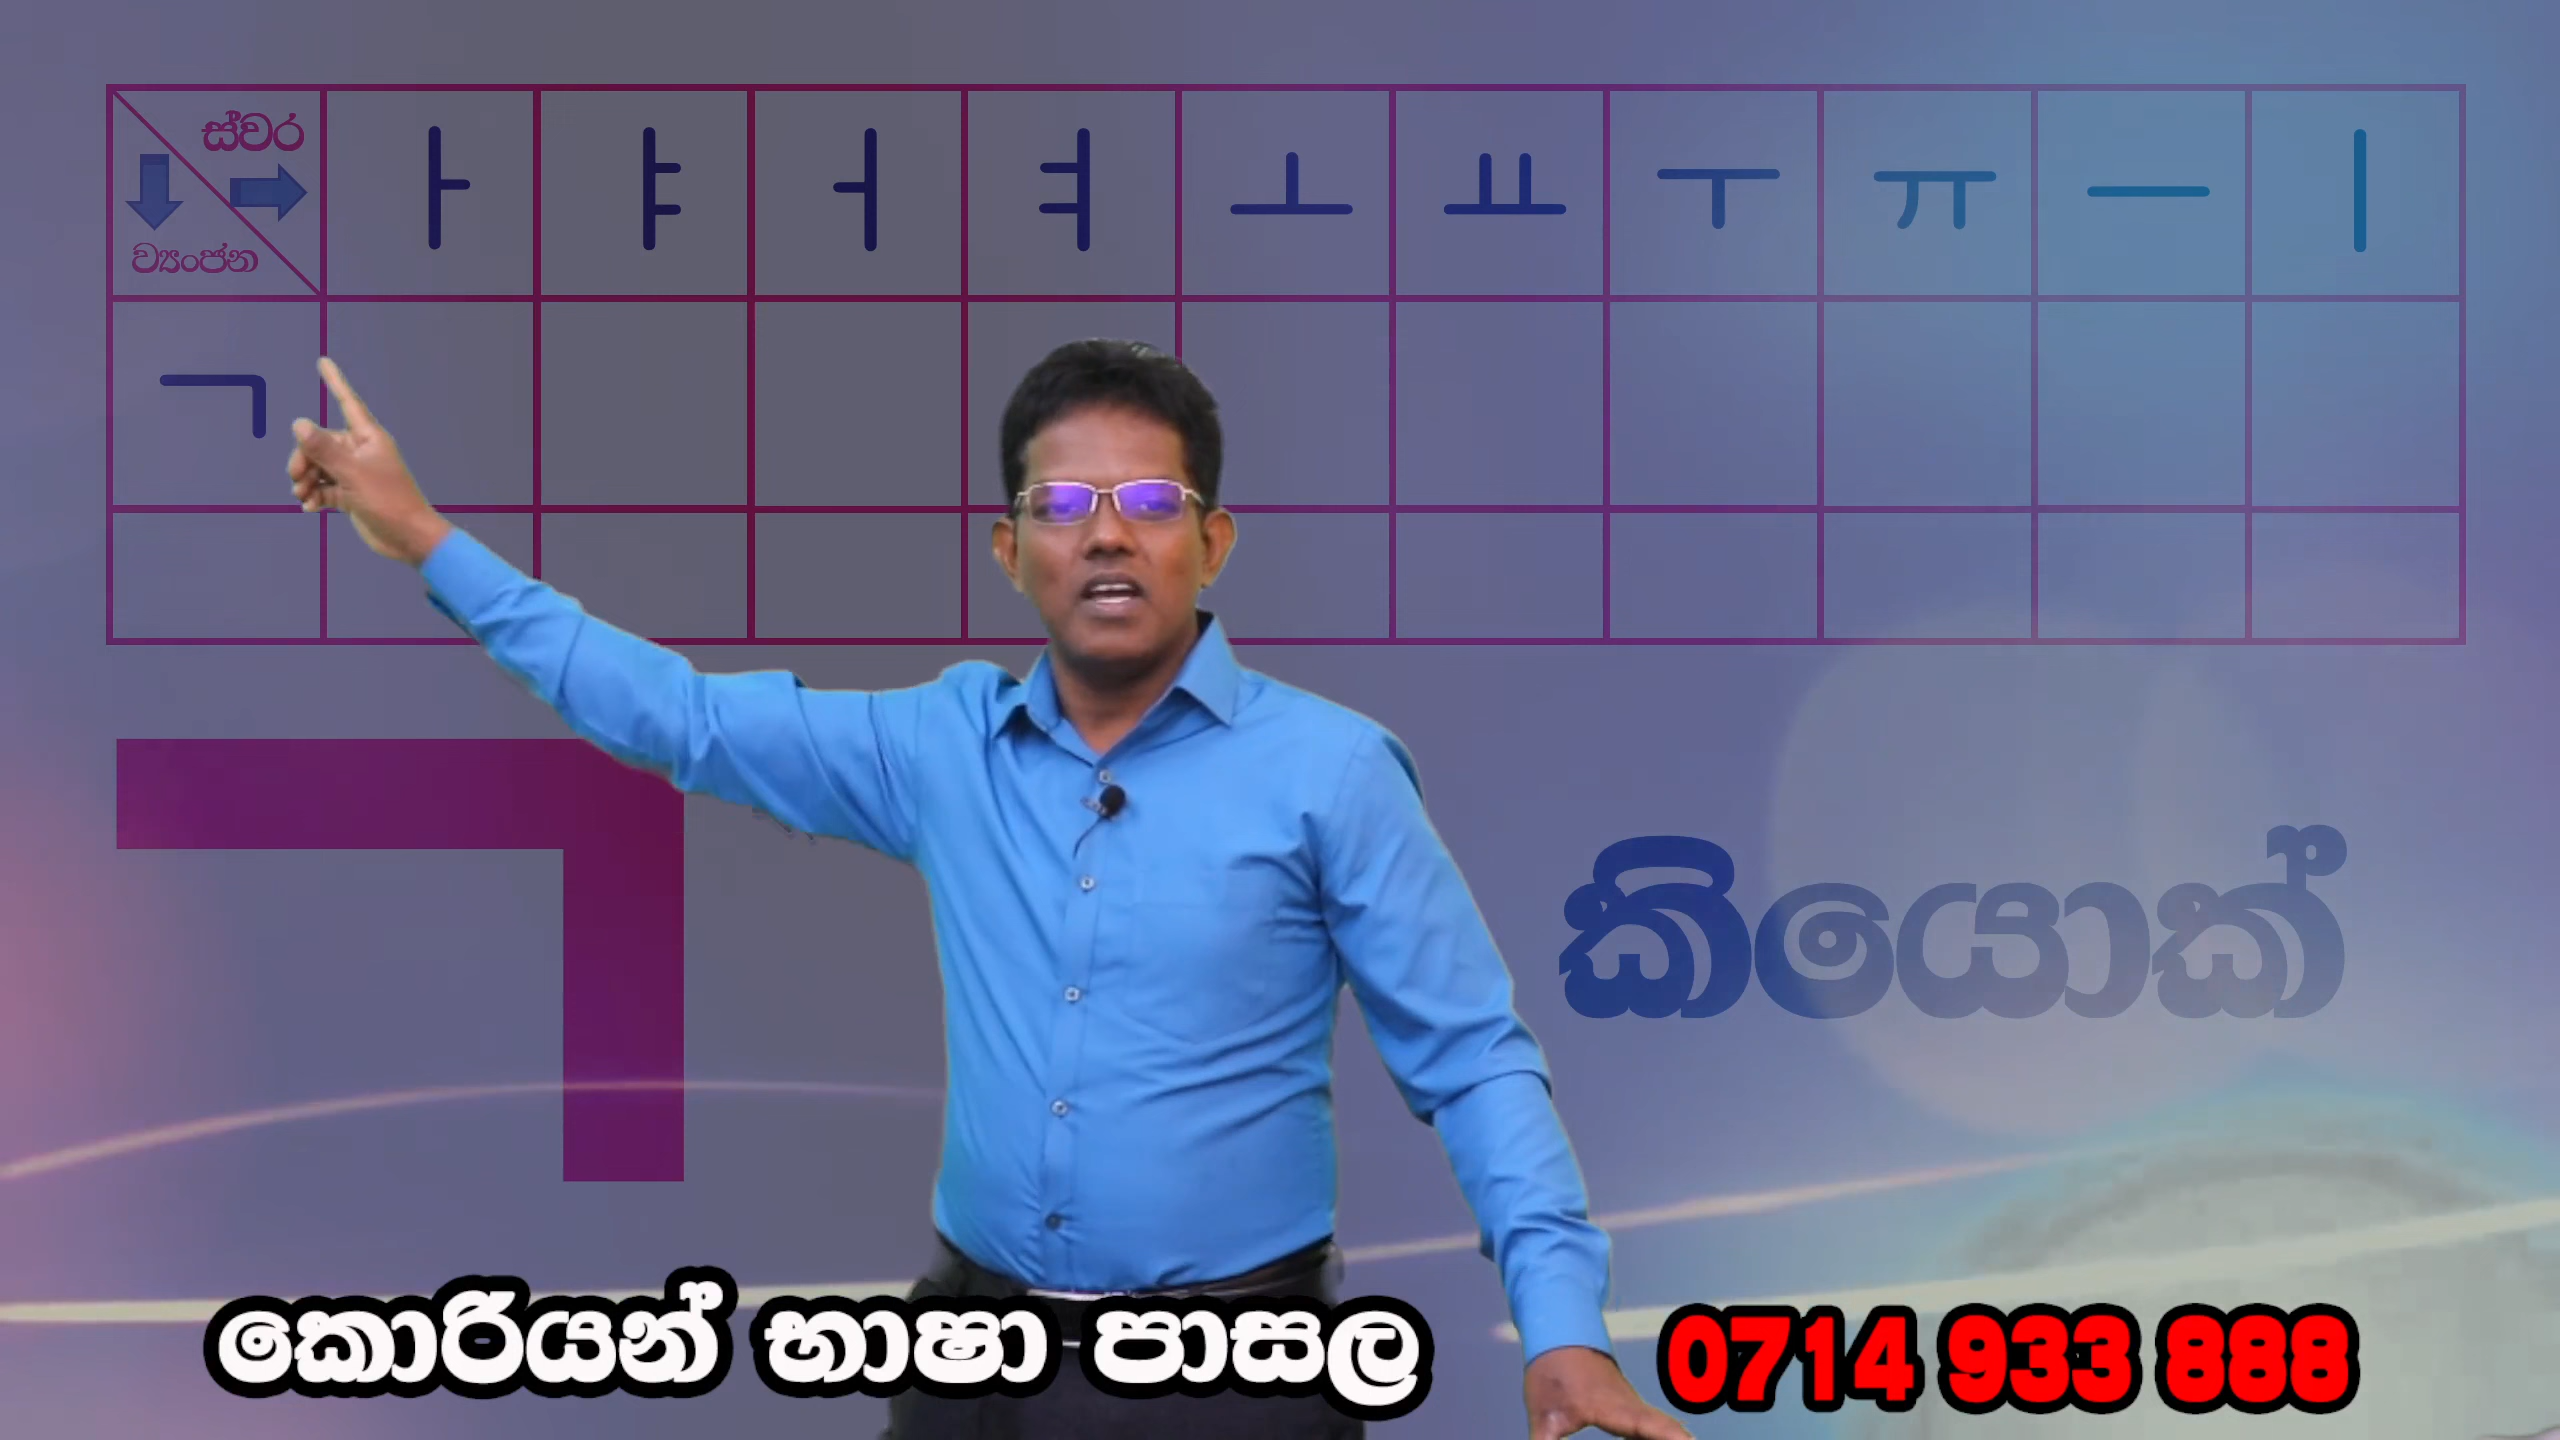 ස්වර
ව්‍යංජන
ㅏ ㅑ ㅓ ㅕ ㅗ ㅛ ㅜ ㅠ ㅡ ㅣ
ㄱ
ㄱ
කියොක්
කොරියන් භාෂා පාසල 0714 933 888